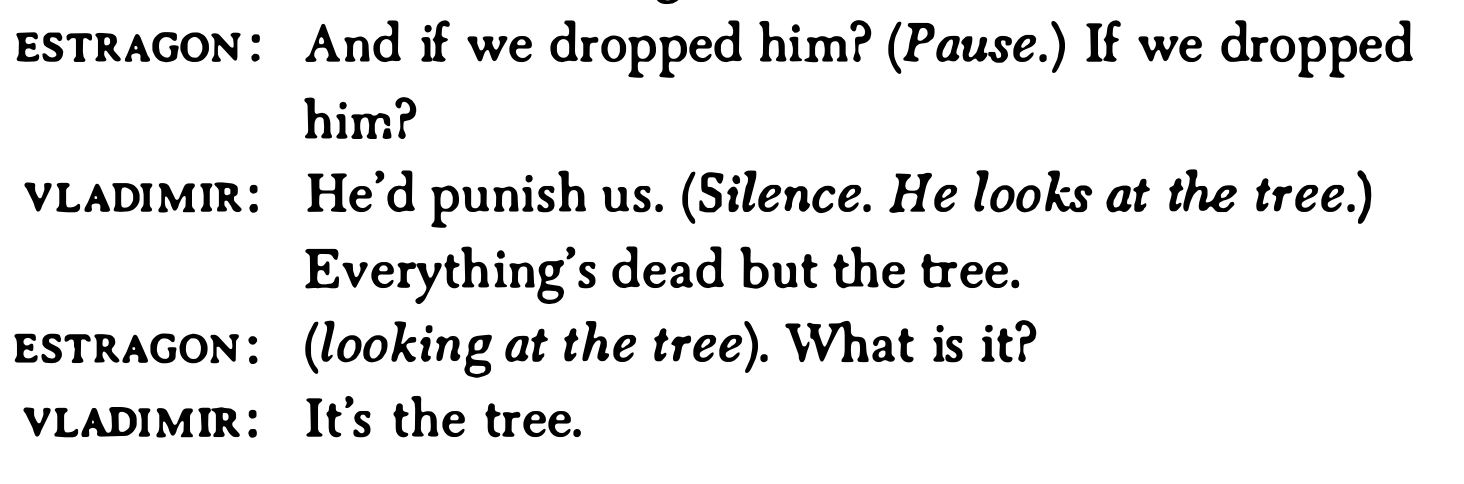 ESTRAGON: And if we dropped him? (Pause.) If we dropped
him?
VLADIMIR: He’d punish us. (Silence. He looks at the tree.)
Everything’s dead but the tree.
ESTRAGON: (looking at the tree). What is it?
VLADIMIR: It’s the tree.